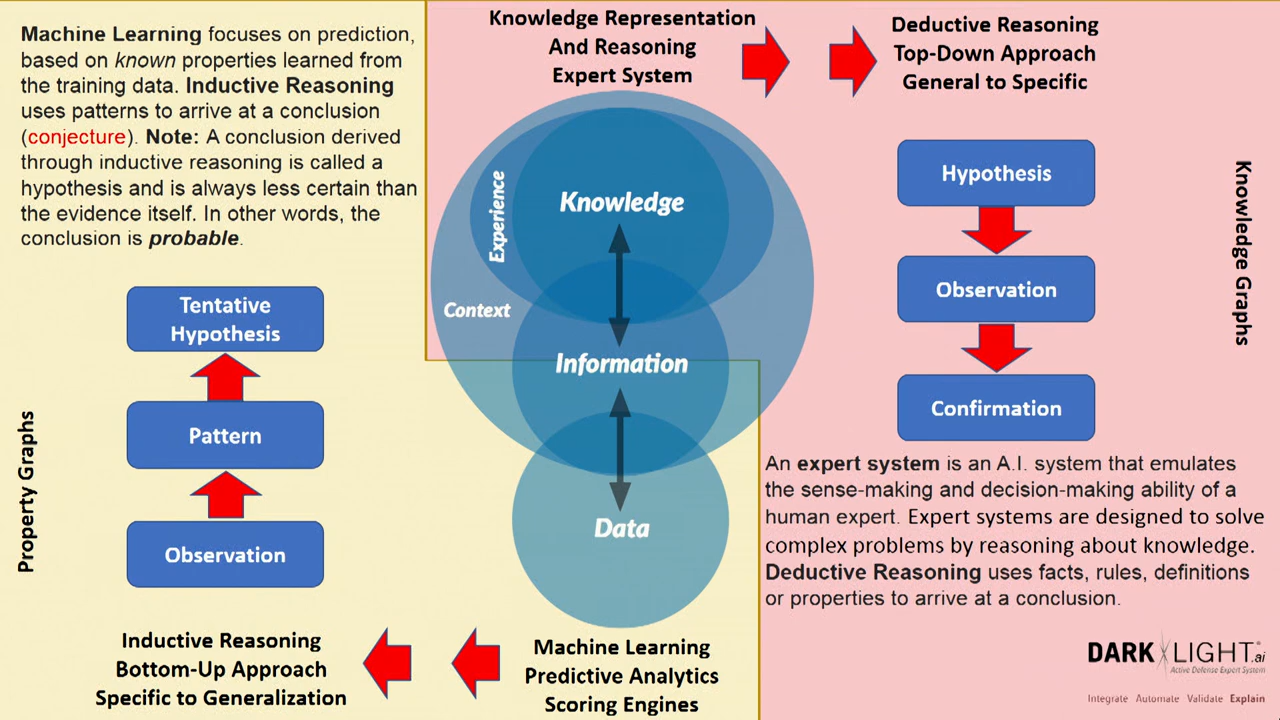 Machine Learning focuses on prediction,
based on known properties learned from
the training data. Inductive Reasoning
uses patterns to arrive at a conclusion
(conjecture). Note: A conclusion derived
through inductive reasoning is called a
hypothesis and is always less certain than
the evidence itself. In other words, the
conclusion is probable.
Tentative
Hypothesis
Pattern
Observation
Property Graphs
Inductive Reasoning
Bottom-Up Approach
Specific to Generalization
Knowledge Representation
And Reasoning
Expert System
Experience
Knowledge
Context
Information
Data
Machine Learning
Predictive Analytics
Scoring Engines
Deductive Reasoning
Top-Down Approach
General to Specific
Hypothesis
Observation
Confirmation
Knowledge Graphs
An expert system is an A.I. system that emulates
the sense-making and decision-making ability of a
human expert. Expert systems are designed to solve
complex problems by reasoning about knowledge.
Deductive Reasoning uses facts, rules, definitions
or properties to arrive at a conclusion.
DARK LIGHT.ai
Active Defense Expert System
Integrate Automate Validate Explain